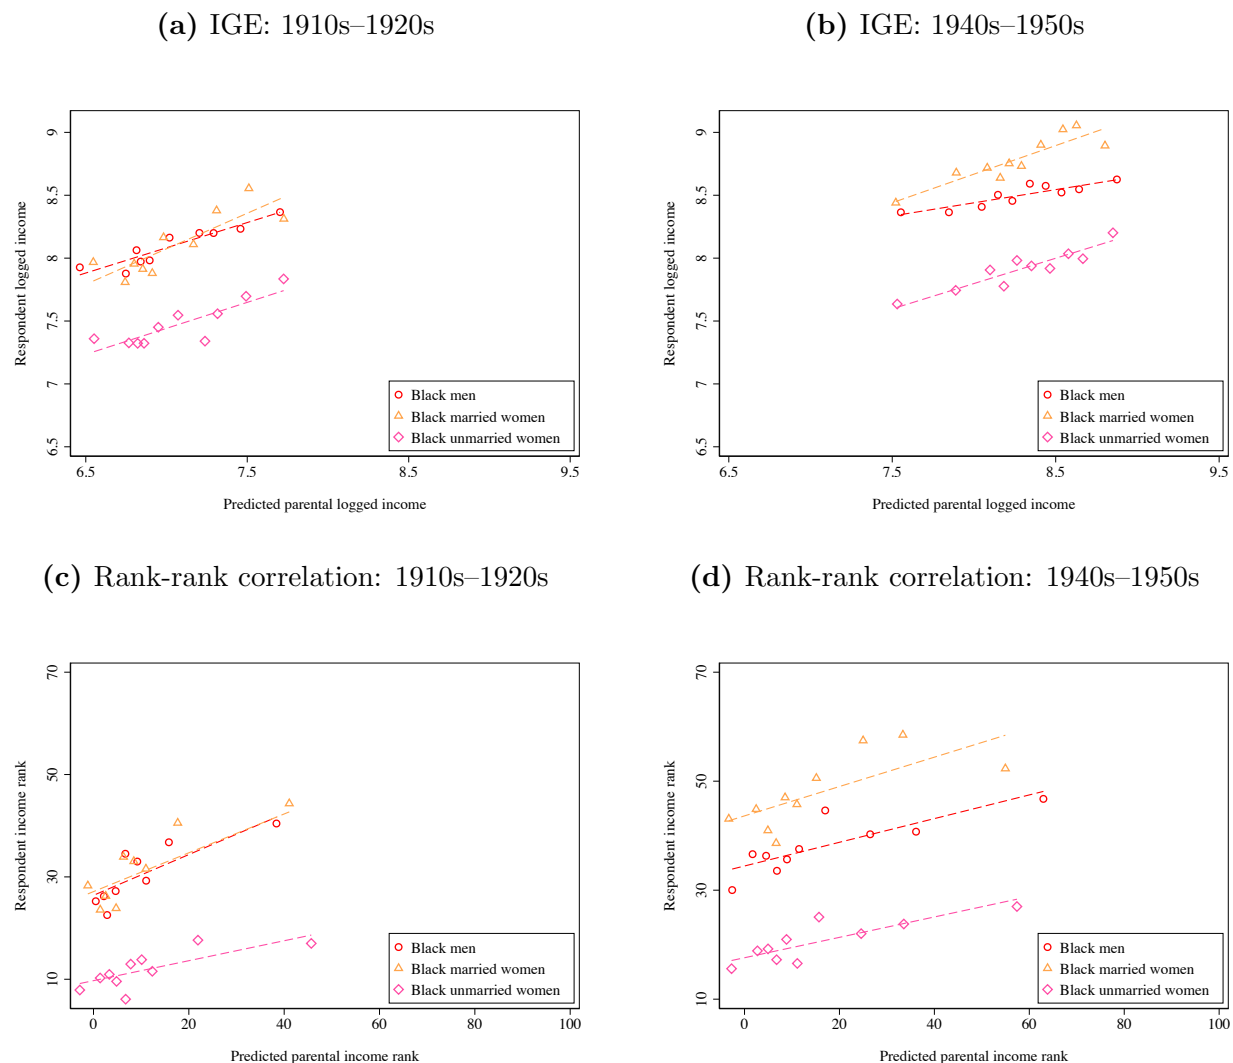 (a) IGE: 1910s–1920s
Respondent logged income
9
8.5
8
7.5
7
6.5
Black men
Black married women
Black unmarried women
6.5 7.5 8.5 9.5
Predicted parental logged income
(b) IGE: 1940s–1950s
Respondent logged income
9
8.5
8
7.5
7
6.5
Black men
Black married women
Black unmarried women
6.5 7.5 8.5 9.5
Predicted parental logged income
(c) Rank-rank correlation: 1910s–1920s
Respondent income rank
70
50
30
10
Black men
Black married women
Black unmarried women
0 20 40 60 80 100
Predicted parental income rank
(d) Rank-rank correlation: 1940s–1950s
Respondent income rank
70
50
30
10
Black men
Black married women
Black unmarried women
0 20 40 60 80 100
Predicted parental income rank